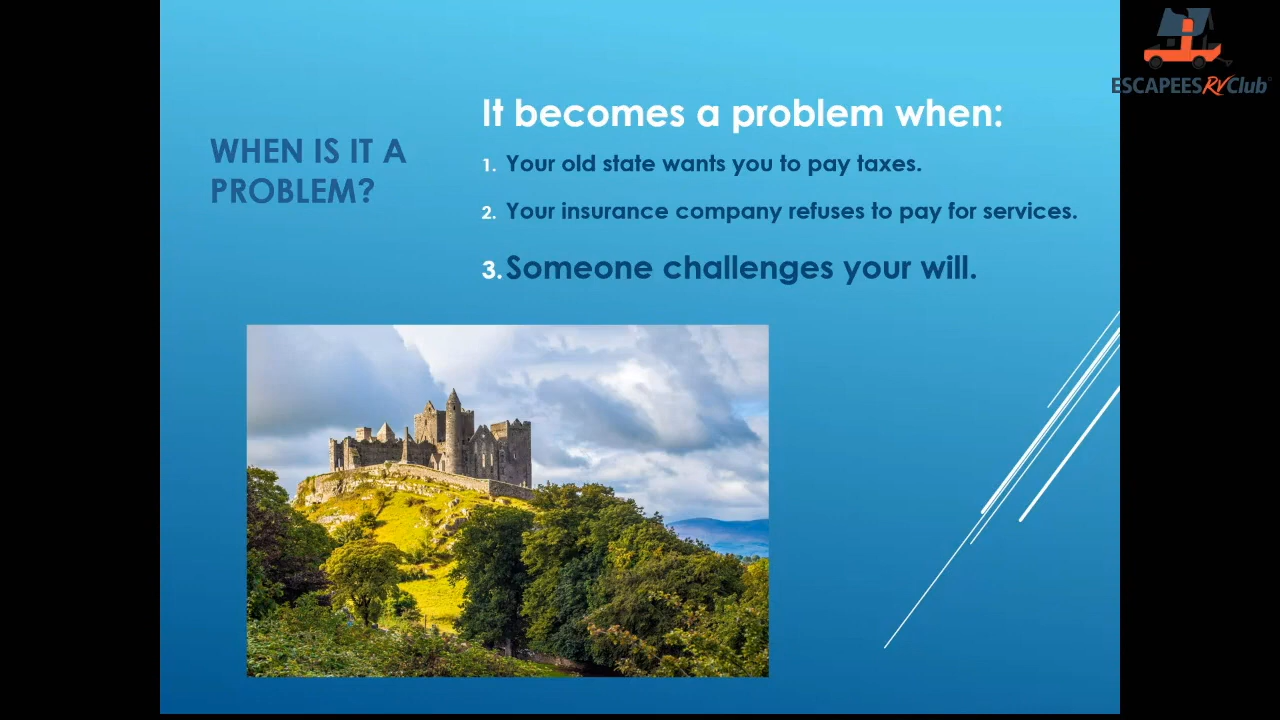 WHEN IS IT A
PROBLEM?
It becomes a problem when:
1. Your old state wants you to pay taxes.
2. Your insurance company refuses to pay for services.
3. Someone challenges your will.
ESCAPEES RV Club